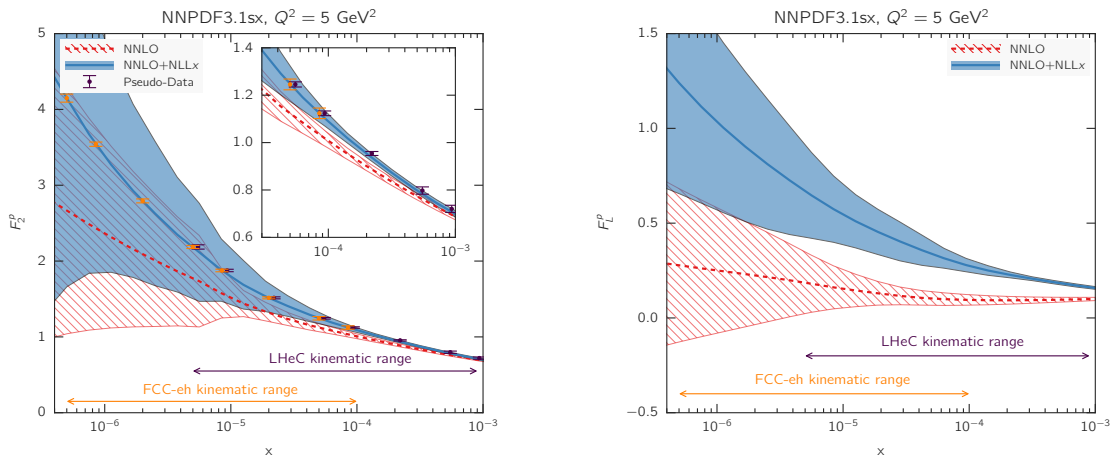 NNPDF3.1sx, Q² = 5 GeV²
5
4
3
2
1
0
F₂ᵖ
NNLO
NNLO+NLLx
Pseudo-Data
1.4
1.2
1.0
0.8
0.6
10⁻⁴
10⁻³
LHeC kinematic range
FCC-eh kinematic range
10⁻⁶
10⁻⁵
10⁻⁴
10⁻³
x
NNPDF3.1sx, Q² = 5 GeV²
1.5
1.0
0.5
0.0
−0.5
F_Lᵖ
NNLO
NNLO+NLLx
LHeC kinematic range
FCC-eh kinematic range
10⁻⁶
10⁻⁵
10⁻⁴
10⁻³
x